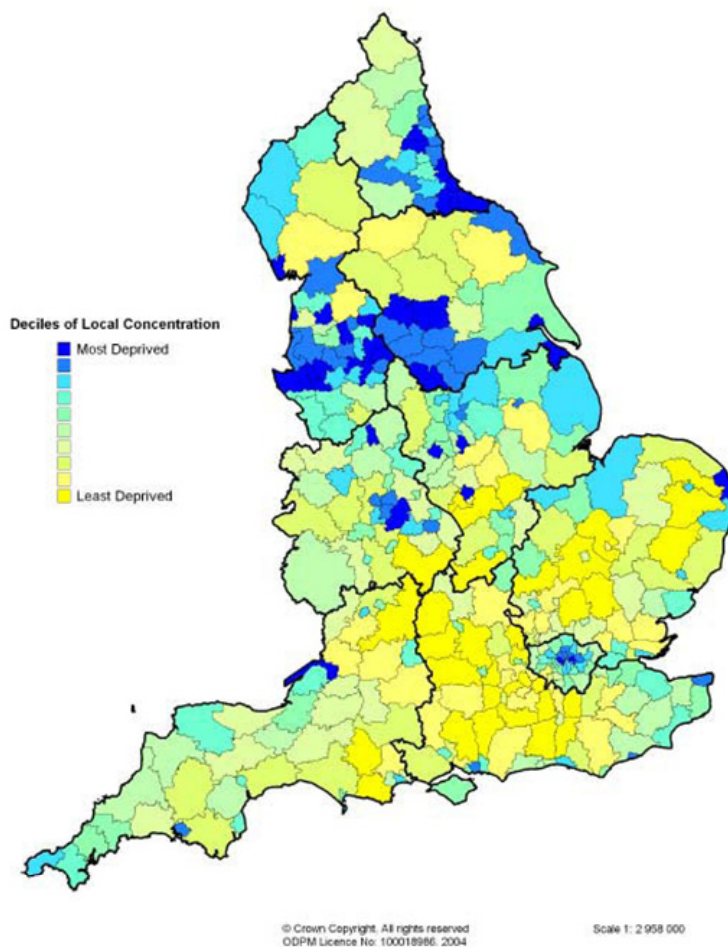 Deciles of Local Concentration
Most Deprived
Least Deprived
© Crown Copyright. All rights reserved
ODPM Licence No: 100018986. 2004
Scale 1: 2 958 000